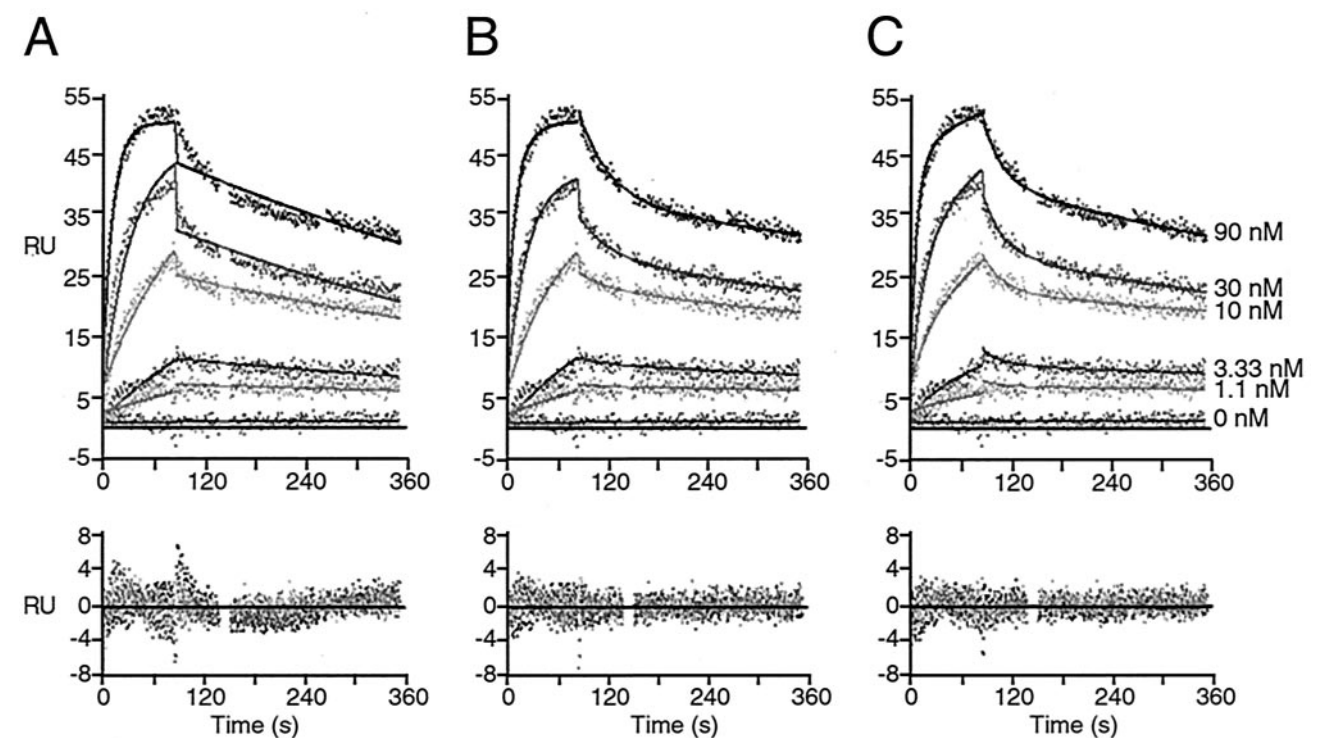 A B C
55 55 55
45 45 45
35 35 35
RU 90 nM
25 25 25 30 nM
10 nM
15 15 15
3.33 nM
5 5 5 1.1 nM
0 nM
-5 -5 -5
0 120 240 360 0 120 240 360 0 120 240 360
8 8 8
4 4 4
RU 0 0 0
-4 -4 -4
-8 -8 -8
0 120 240 360 0 120 240 360 0 120 240 360
Time (s) Time (s) Time (s)